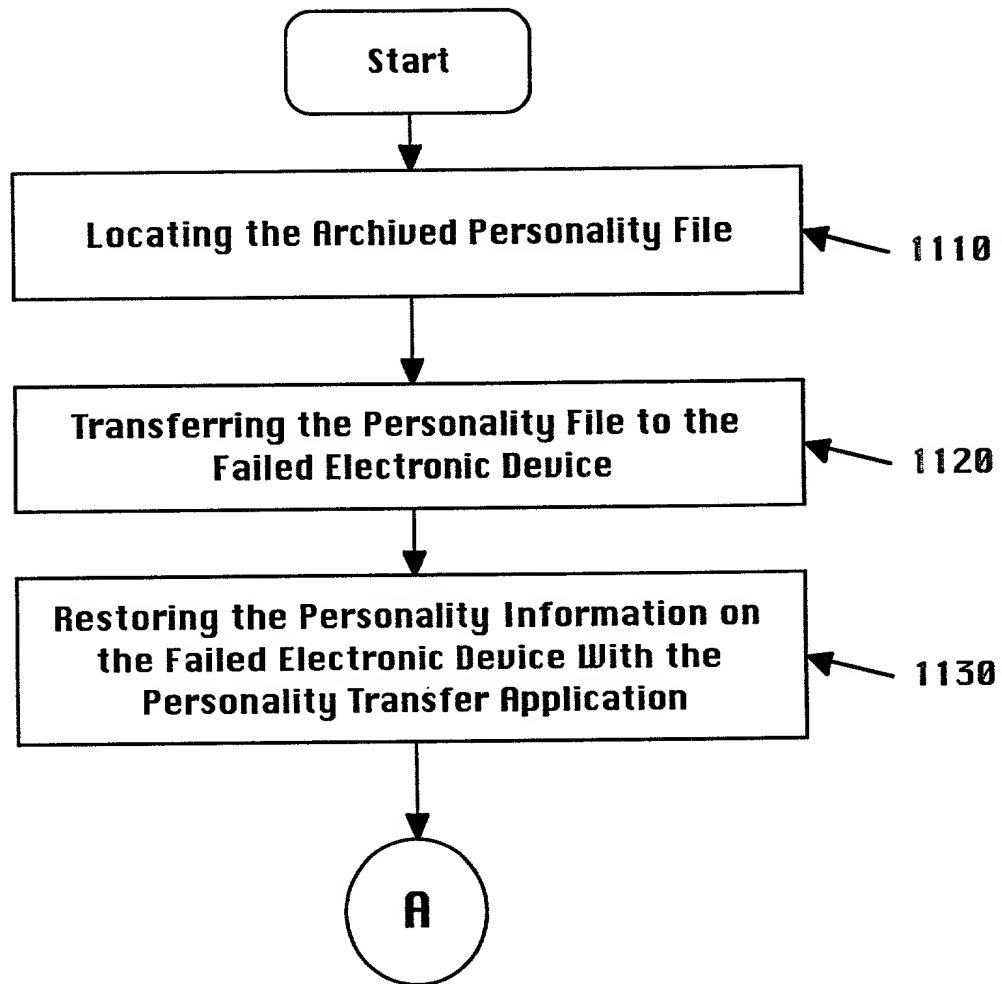 Start
Locating the Archived Personality File
1110
Transferring the Personality File to the
Failed Electronic Device
1120
Restoring the Personality Information on
the Failed Electronic Device With the
Personality Transfer Application
1130
A